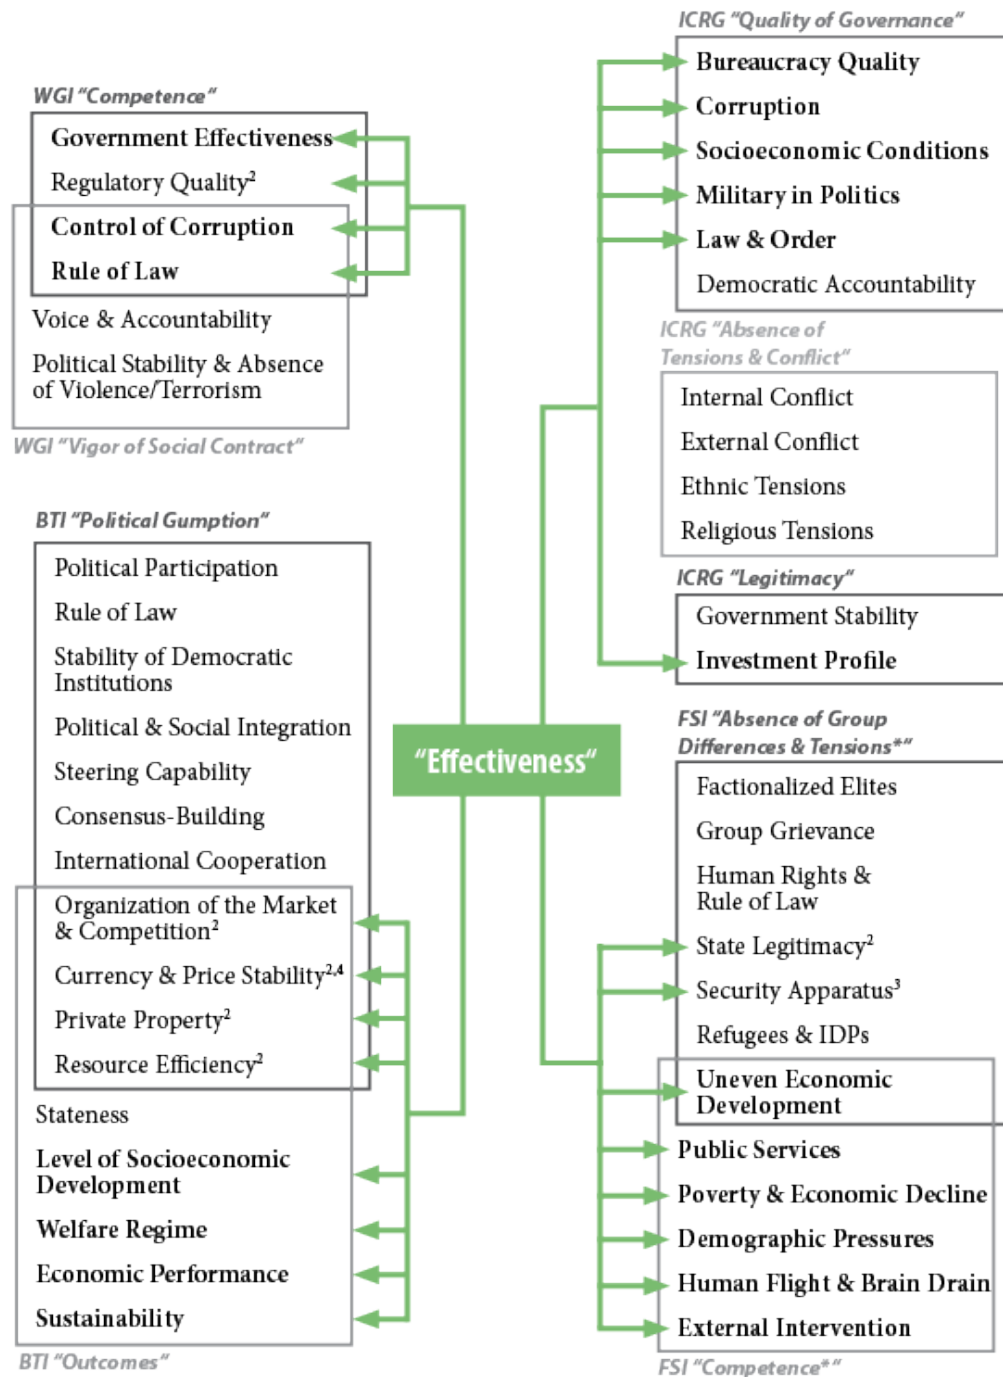 WGI “Competence“
Government Effectiveness
Regulatory Quality²
Control of Corruption
Rule of Law
Voice & Accountability
Political Stability & Absence
of Violence/Terrorism
WGI “Vigor of Social Contract“
BTI “Political Gumption“
Political Participation
Rule of Law
Stability of Democratic
Institutions
Political & Social Integration
Steering Capability
Consensus-Building
International Cooperation
Organization of the Market
& Competition²
Currency & Price Stability²,⁴
Private Property²
Resource Efficiency²
Stateness
Level of Socioeconomic
Development
Welfare Regime
Economic Performance
Sustainability
BTI “Outcomes“
“Effectiveness“
ICRG “Quality of Governance“
Bureaucracy Quality
Corruption
Socioeconomic Conditions
Military in Politics
Law & Order
Democratic Accountability
ICRG “Absence of
Tensions & Conflict“
Internal Conflict
External Conflict
Ethnic Tensions
Religious Tensions
ICRG “Legitimacy“
Government Stability
Investment Profile
FSI “Absence of Group
Differences & Tensions*“
Factionalized Elites
Group Grievance
Human Rights &
Rule of Law
State Legitimacy²
Security Apparatus³
Refugees & IDPs
Uneven Economic
Development
Public Services
Poverty & Economic Decline
Demographic Pressures
Human Flight & Brain Drain
External Intervention
FSI “Competence*“